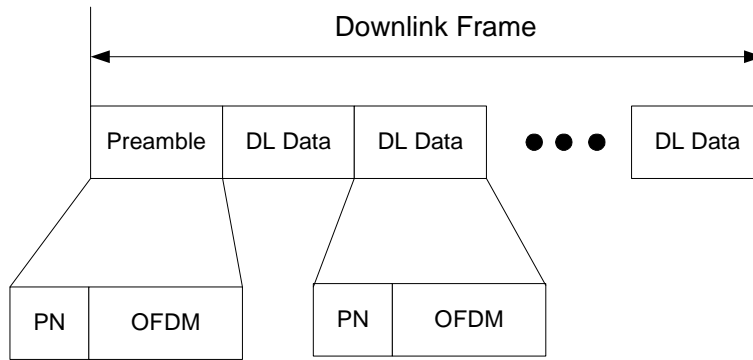 Downlink Frame
Preamble DL Data DL Data DL Data
PN OFDM PN OFDM